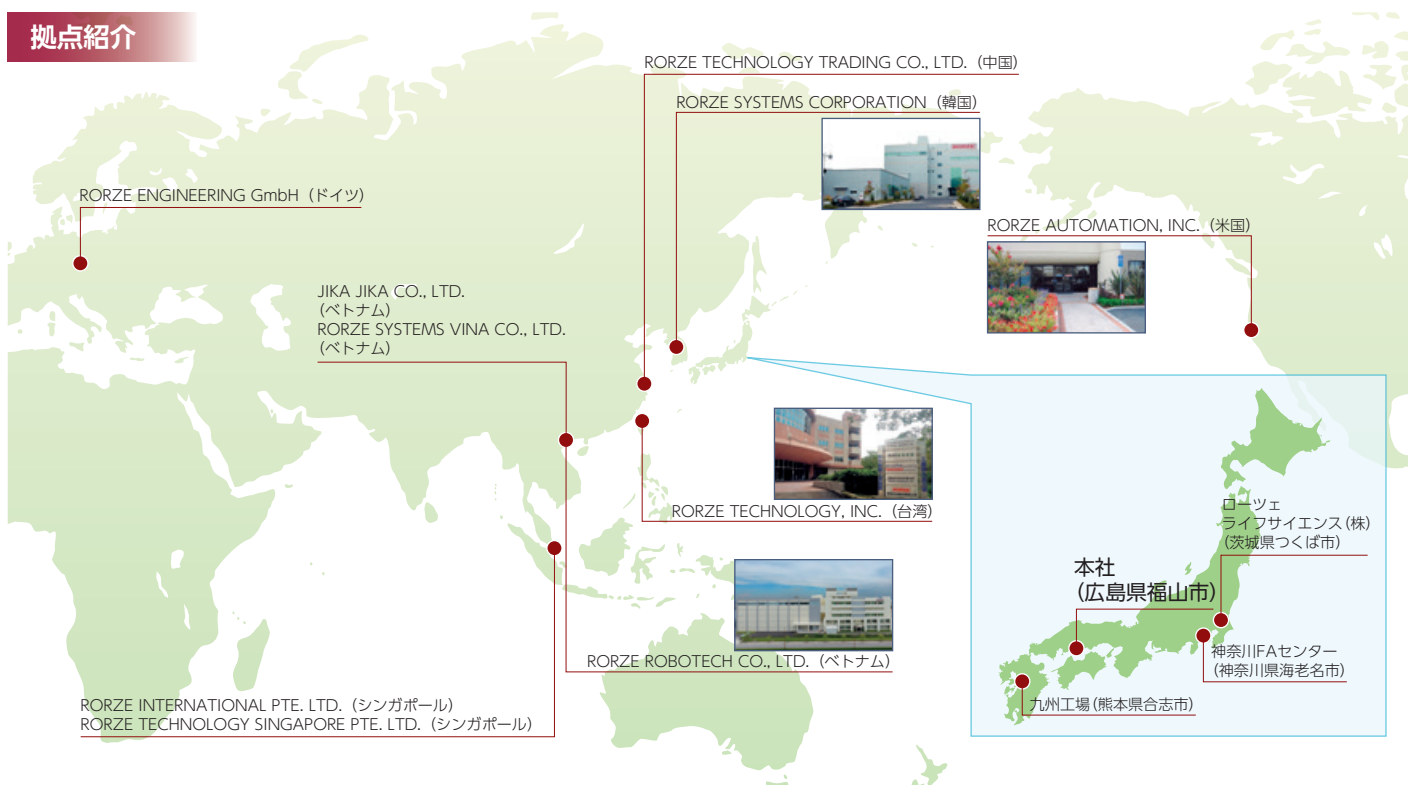 拠点紹介
RORZE TECHNOLOGY TRADING CO., LTD.（中国）
RORZE SYSTEMS CORPORATION（韓国）
RORZE ENGINEERING GmbH（ドイツ）
RORZE AUTOMATION, INC.（米国）
JIKA JIKA CO., LTD.
（ベトナム）
RORZE SYSTEMS VINA CO., LTD.
（ベトナム）
RORZE TECHNOLOGY, INC.（台湾）
RORZE ROBOTECH CO., LTD.（ベトナム）
RORZE INTERNATIONAL PTE. LTD.（シンガポール）
RORZE TECHNOLOGY SINGAPORE PTE. LTD.（シンガポール）
ローツェ
ライフサイエンス（株）
（茨城県つくば市）
本社
（広島県福山市）
神奈川FAセンター
（神奈川県海老名市）
九州工場（熊本県合志市）